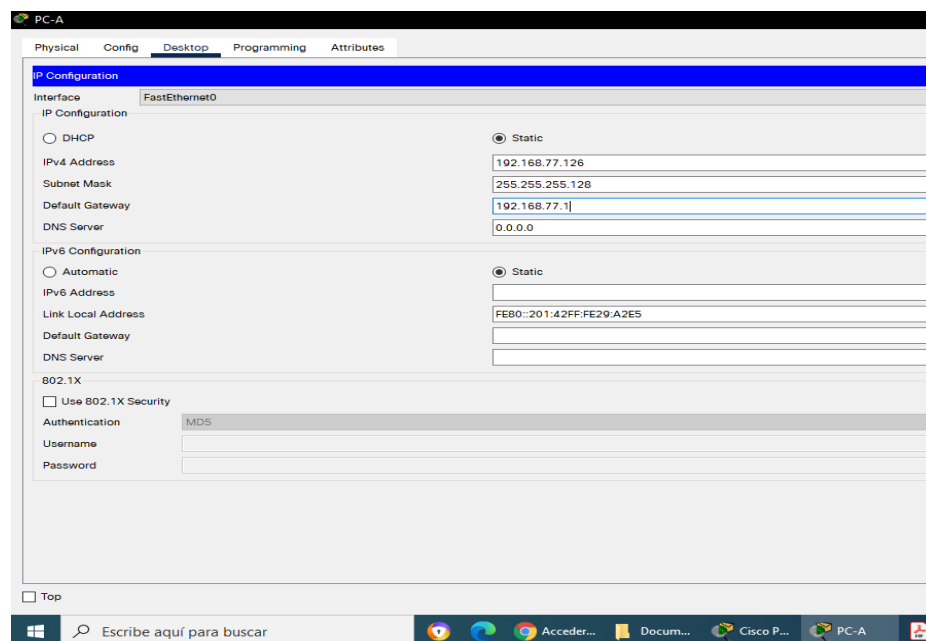 PC-A
Physical Config Desktop Programming Attributes
IP Configuration
Interface FastEthernet0
IP Configuration
DHCP Static
IPv4 Address 192.168.77.126
Subnet Mask 255.255.255.128
Default Gateway 192.168.77.1
DNS Server 0.0.0.0
IPv6 Configuration
Automatic Static
IPv6 Address
Link Local Address FE80::201:42FF:FE29:A2E5
Default Gateway
DNS Server
802.1X
Use 802.1X Security
Authentication MD5
Username
Password
Top
Escribe aquí para buscar Acceder... Docum... Cisco P... PC-A